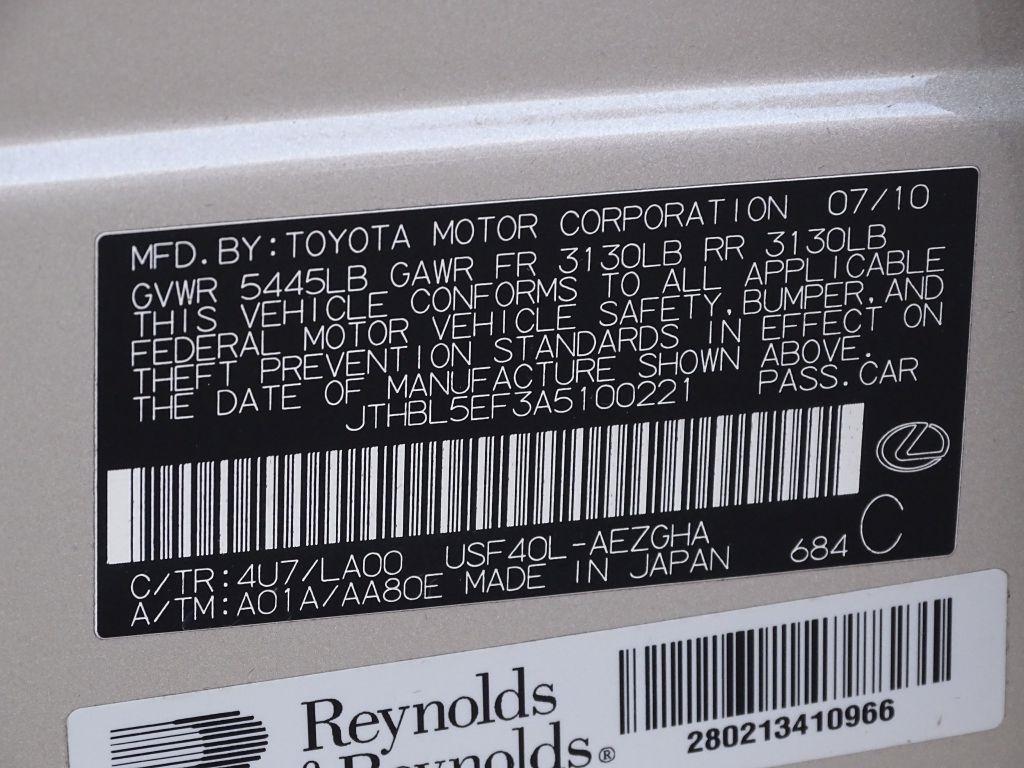 MFD. BY: TOYOTA MOTOR CORPORATION 07/10
GVWR 5445LB GAWR FR 3130LB RR 3130LB
THIS VEHICLE CONFORMS TO ALL APPLICABLE
FEDERAL MOTOR VEHICLE SAFETY, BUMPER, AND
THEFT PREVENTION STANDARDS IN EFFECT ON
THE DATE OF MANUFACTURE SHOWN ABOVE.
JTHBL5EF3A5100221 PASS. CAR
C/TR: 4U7/LA00 USF40L-AEZGHA
A/TM: A01A/AA80E MADE IN JAPAN 684 C
Reynolds
& Reynolds®
280213410966